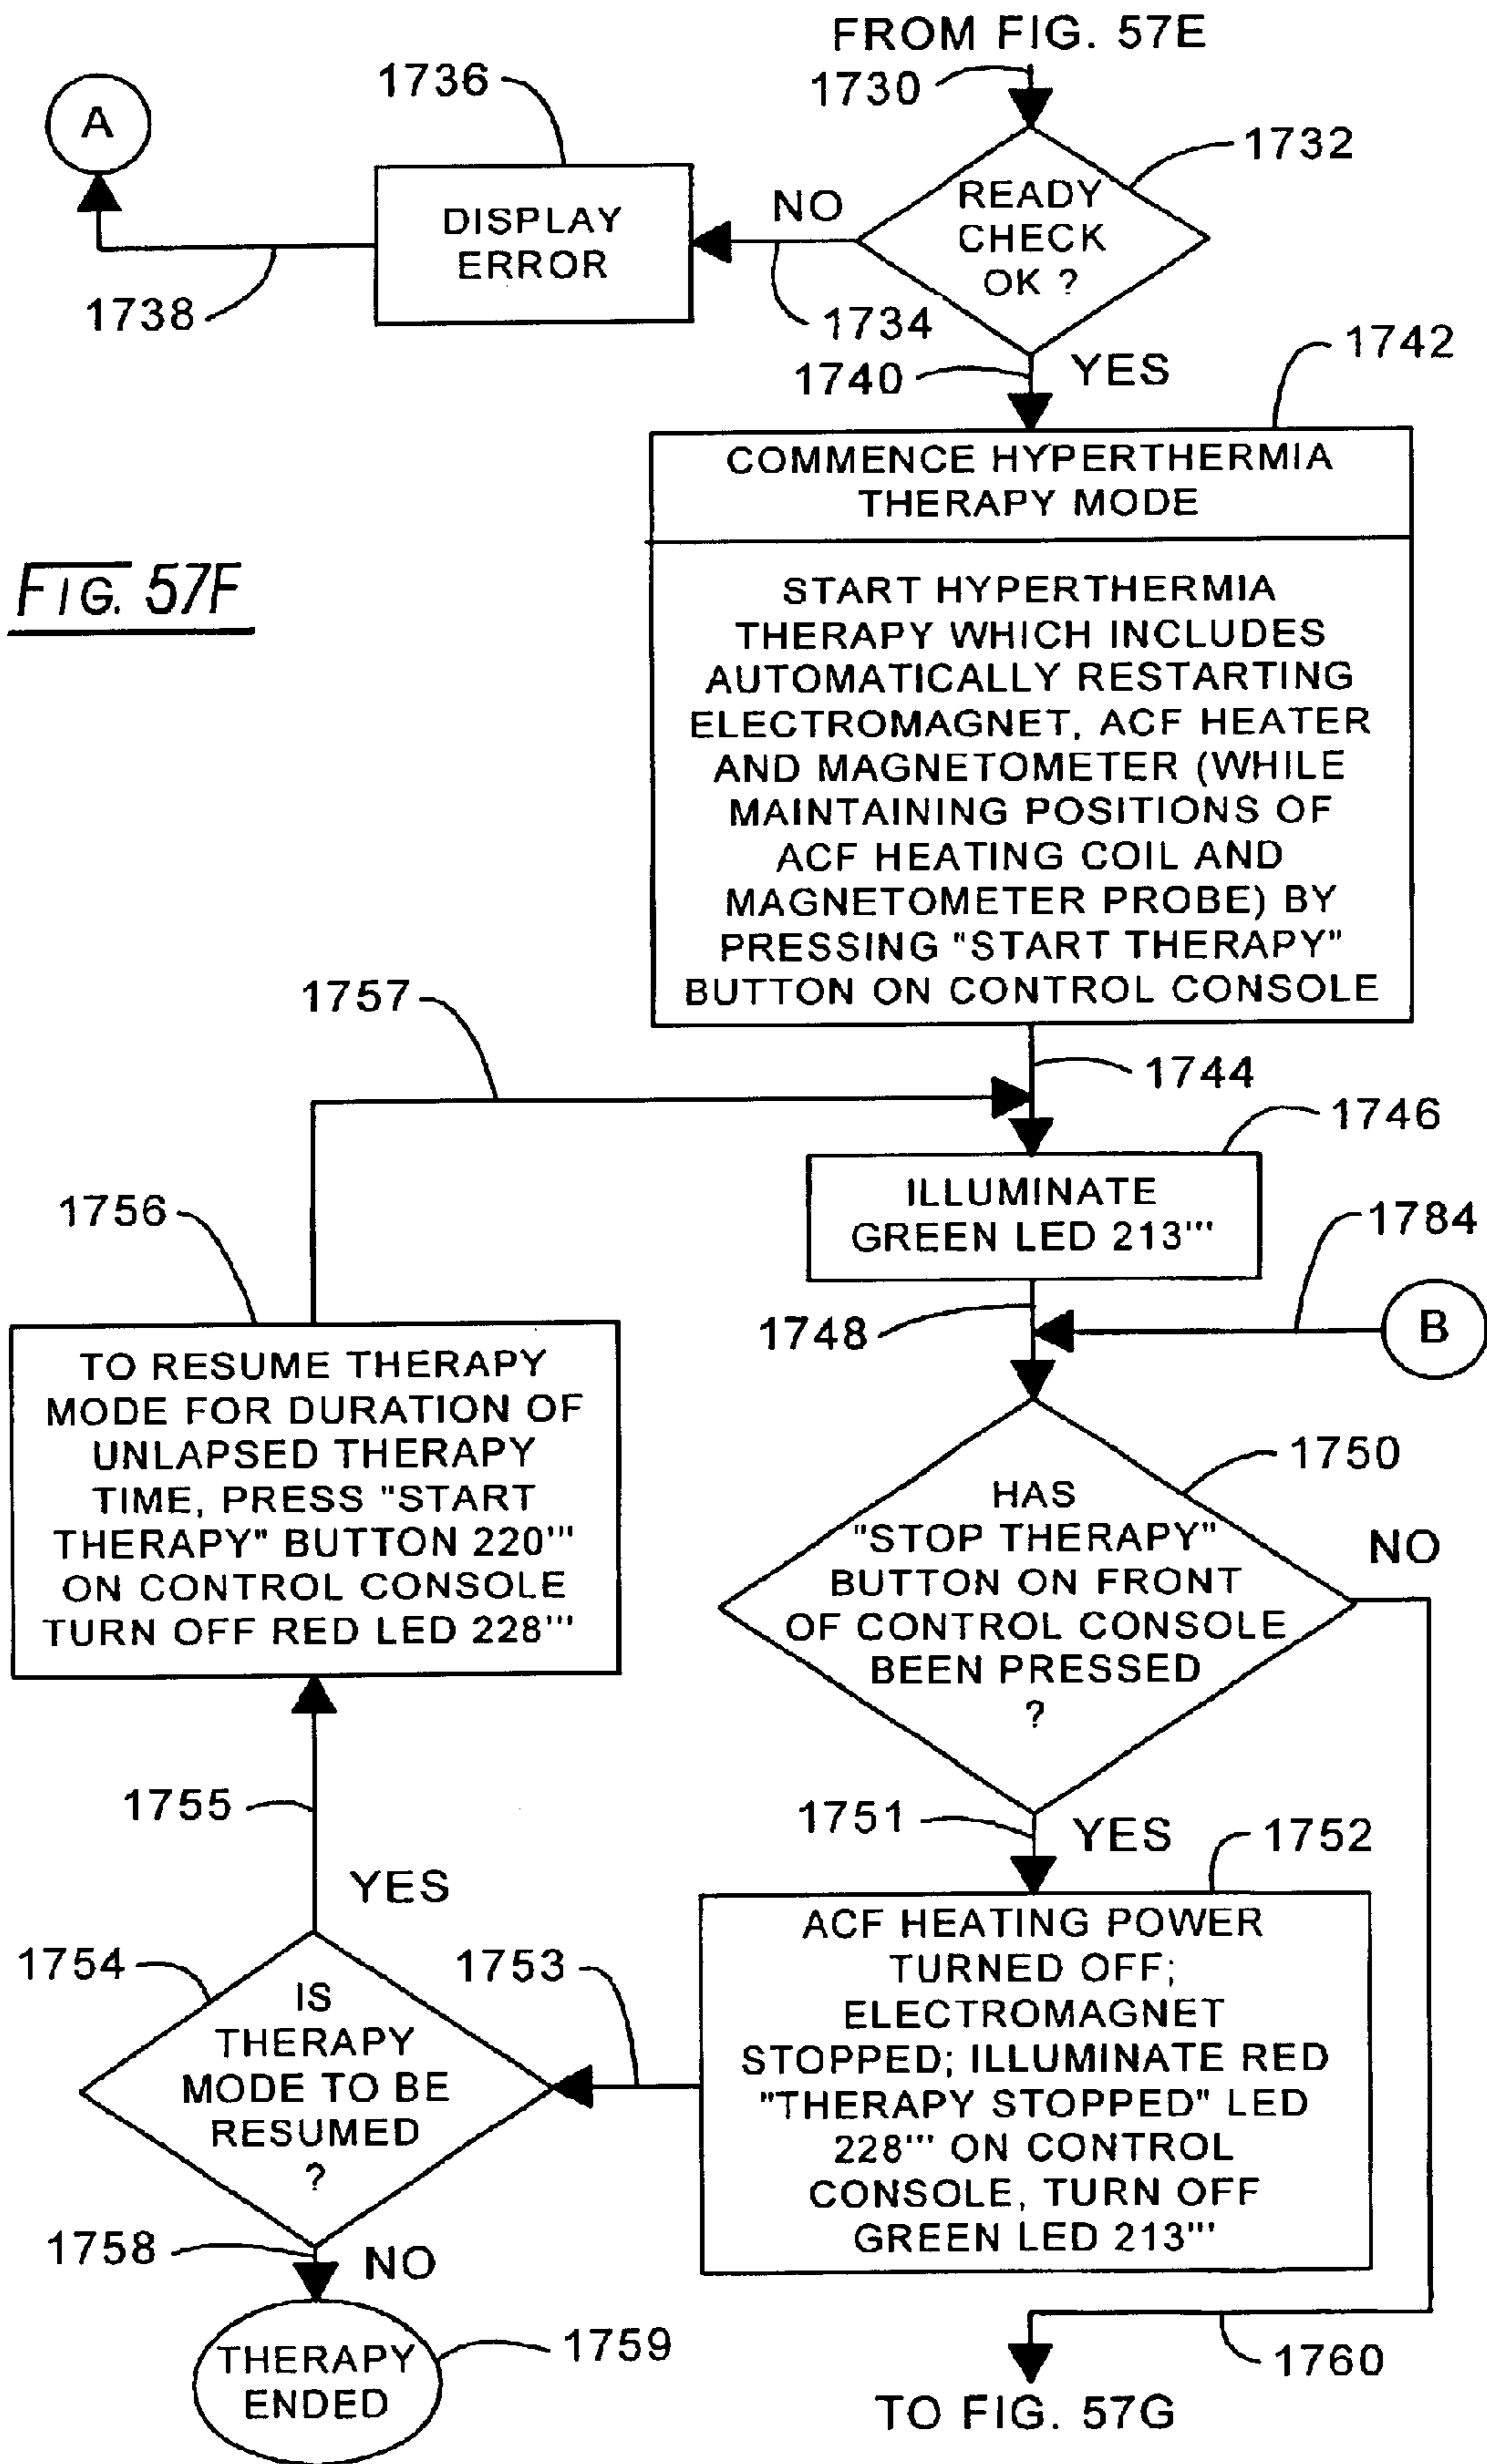 FROM FIG. 57E
1730
1736
A
1732
READY
CHECK
OK ?
NO
DISPLAY
ERROR
1738
1734
1740
YES
1742
COMMENCE HYPERTHERMIA
THERAPY MODE
FIG. 57F
START HYPERTHERMIA
THERAPY WHICH INCLUDES
AUTOMATICALLY RESTARTING
ELECTROMAGNET, ACF HEATER
AND MAGNETOMETER (WHILE
MAINTAINING POSITIONS OF
ACF HEATING COIL AND
MAGNETOMETER PROBE) BY
PRESSING "START THERAPY"
BUTTON ON CONTROL CONSOLE
1757
1744
1746
ILLUMINATE
GREEN LED 213'''
1756
1784
1748
B
TO RESUME THERAPY
MODE FOR DURATION OF
UNLAPSED THERAPY
TIME, PRESS "START
THERAPY" BUTTON 220'''
ON CONTROL CONSOLE
TURN OFF RED LED 228'''
1750
HAS
"STOP THERAPY"
BUTTON ON FRONT
OF CONTROL CONSOLE
BEEN PRESSED
?
NO
1755
YES
1751
YES
1752
ACF HEATING POWER
TURNED OFF;
ELECTROMAGNET
STOPPED; ILLUMINATE RED
"THERAPY STOPPED" LED
228''' ON CONTROL
CONSOLE, TURN OFF
GREEN LED 213'''
1753
1754
IS
THERAPY
MODE TO BE
RESUMED
?
1758
NO
THERAPY
ENDED
1759
1760
TO FIG. 57G